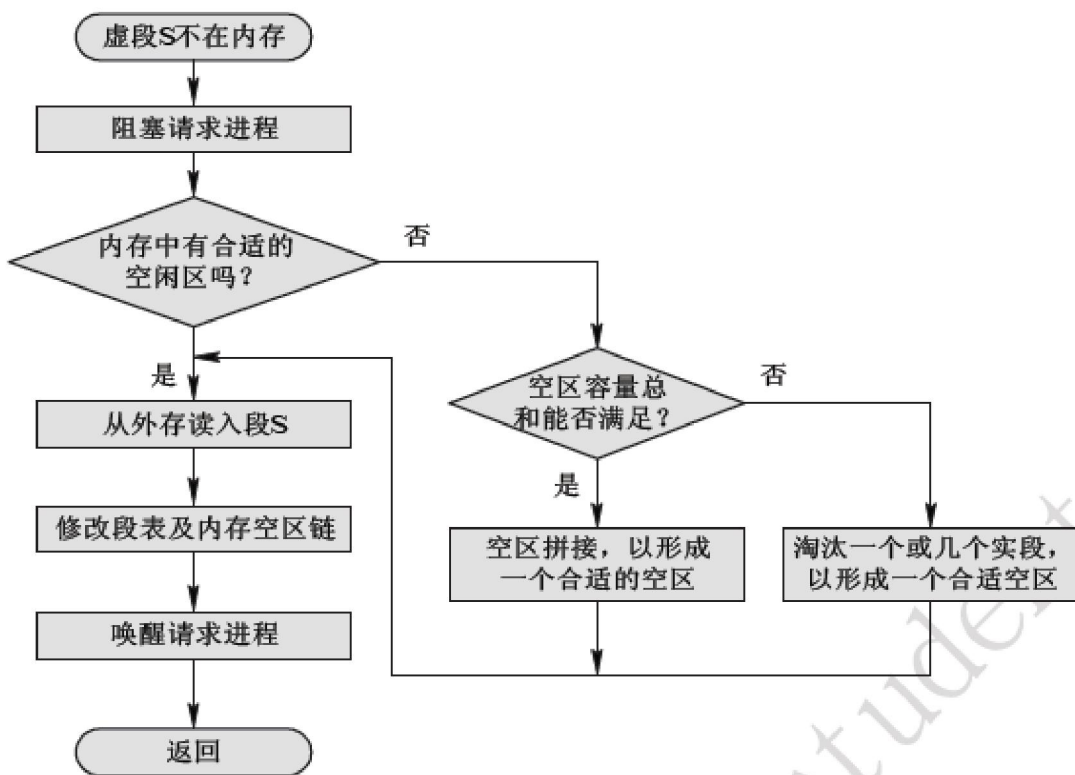 虚段S不在内存
阻塞请求进程
内存中有合适的
空闲区吗？
否
是
从外存读入段S
修改段表及内存空区链
唤醒请求进程
返回
空区容量总
和能否满足？
否
是
空区拼接，以形成
一个合适的空区
淘汰一个或几个实段，
以形成一个合适空区